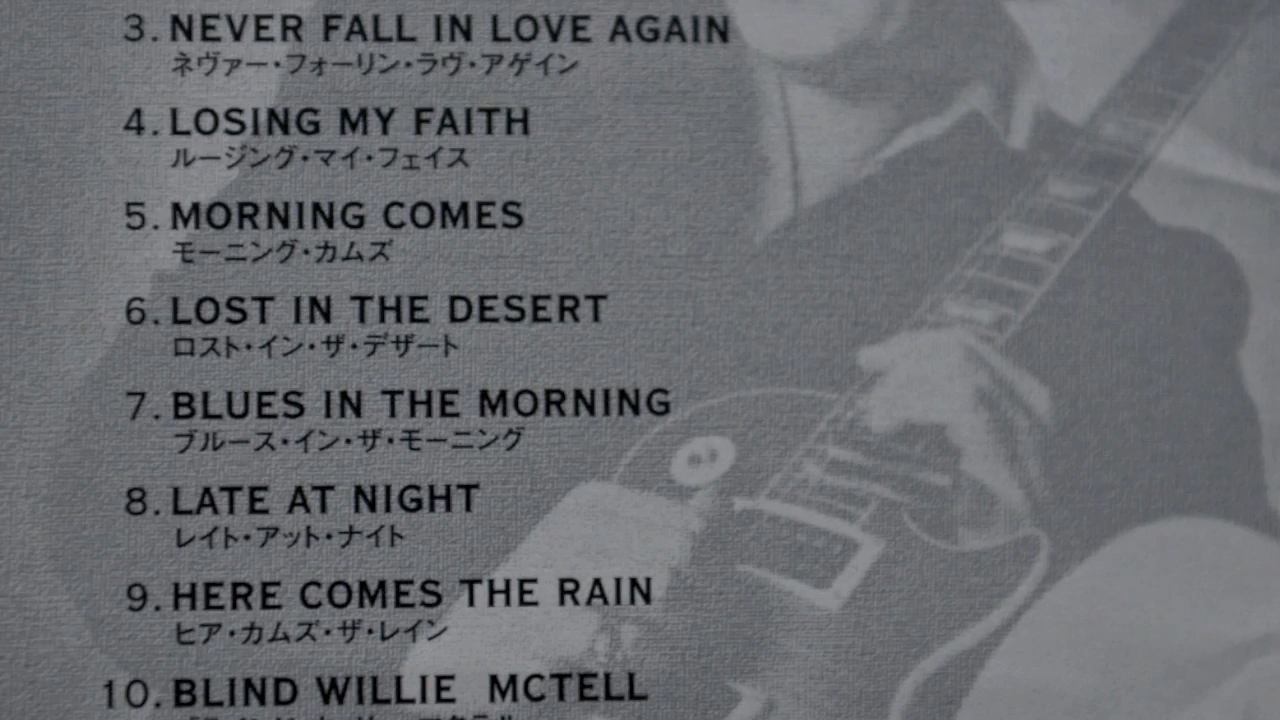 3. NEVER FALL IN LOVE AGAIN
ネヴァー・フォーリン・ラヴ・アゲイン
4. LOSING MY FAITH
ルージング・マイ・フェイス
5. MORNING COMES
モーニング・カムズ
6. LOST IN THE DESERT
ロスト・イン・ザ・デザート
7. BLUES IN THE MORNING
ブルース・イン・ザ・モーニング
8. LATE AT NIGHT
レイト・アット・ナイト
9. HERE COMES THE RAIN
ヒア・カムズ・ザ・レイン
10. BLIND WILLIE MCTELL